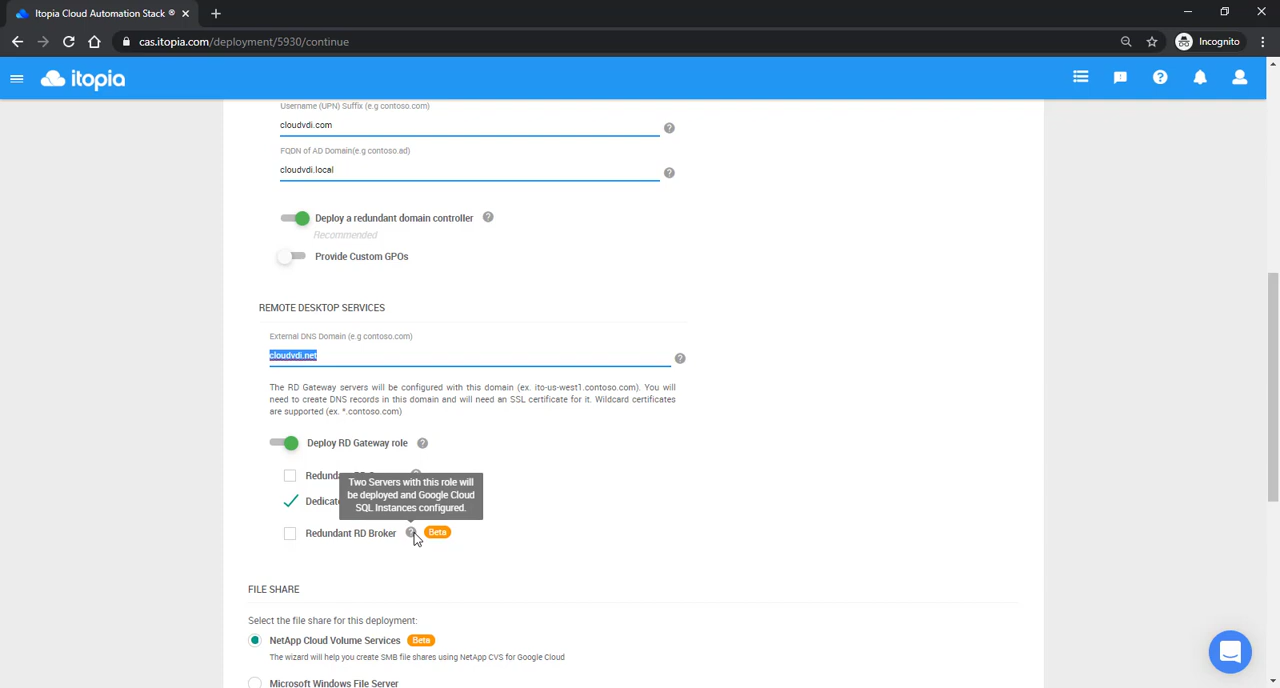 Itopia Cloud Automation Stack ®
cas.itopia.com/deployment/5930/continue
Incognito
itopia
Username (UPN) Suffix (e.g contoso.com)
cloudvdi.com
FQDN of AD Domain(e.g contoso.ad)
cloudvdi.local
Deploy a redundant domain controller
Recommended
Provide Custom GPOs
REMOTE DESKTOP SERVICES
External DNS Domain (e.g contoso.com)
cloudvdi.net
The RD Gateway servers will be configured with this domain (ex. ito-us-west1.contoso.com). You will
need to create DNS records in this domain and will need an SSL certificate for it. Wildcard certificates
are supported (ex. *.contoso.com)
Deploy RD Gateway role
Two Servers with this role will
be deployed and Google Cloud
SQL Instances configured.
Redundant RD Broker Beta
FILE SHARE
Select the file share for this deployment:
NetApp Cloud Volume Services Beta
The wizard will help you create SMB file shares using NetApp CVS for Google Cloud
Microsoft Windows File Server